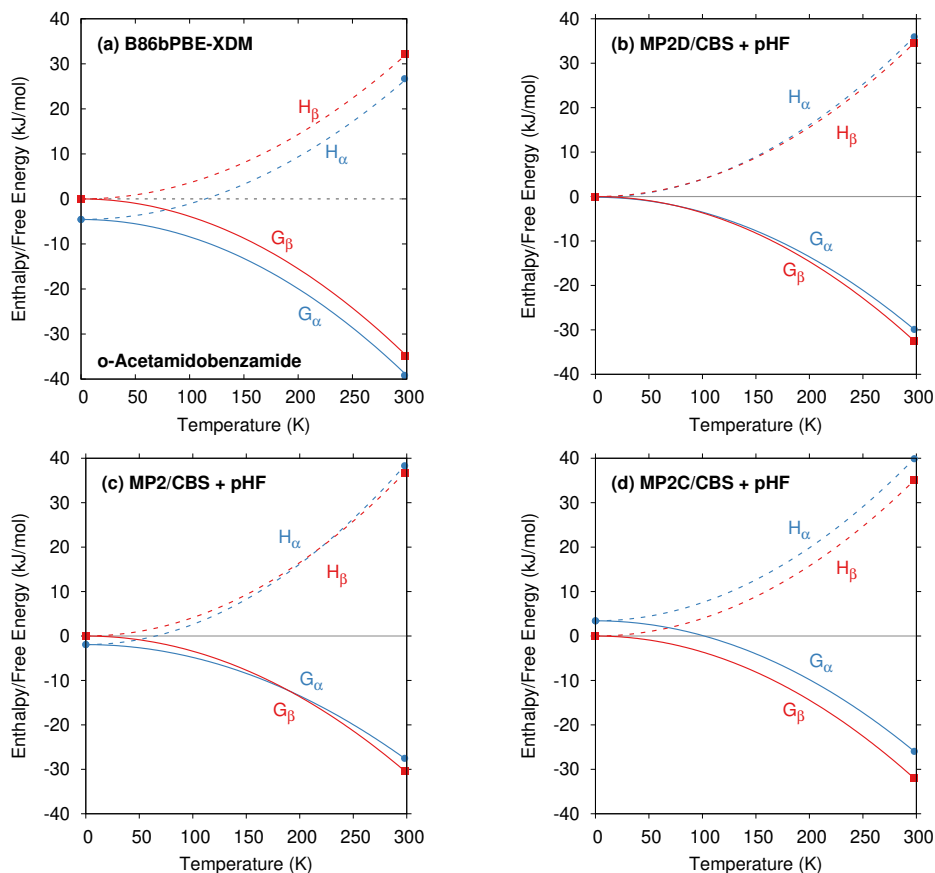 (a) B86bPBE-XDM
Enthalpy/Free Energy (kJ/mol)
40
30
20
10
0
-10
-20
-30
-40
Hβ
Hα
Gβ
Gα
o-Acetamidobenzamide
0 50 100 150 200 250 300
Temperature (K)
(b) MP2D/CBS + pHF
Enthalpy/Free Energy (kJ/mol)
40
30
20
10
0
-10
-20
-30
-40
Hα
Hβ
Gα
Gβ
0 50 100 150 200 250 300
Temperature (K)
(c) MP2/CBS + pHF
Enthalpy/Free Energy (kJ/mol)
40
30
20
10
0
-10
-20
-30
-40
Hα
Hβ
Gα
Gβ
0 50 100 150 200 250 300
Temperature (K)
(d) MP2C/CBS + pHF
Enthalpy/Free Energy (kJ/mol)
40
30
20
10
0
-10
-20
-30
-40
Hα
Hβ
Gα
Gβ
0 50 100 150 200 250 300
Temperature (K)